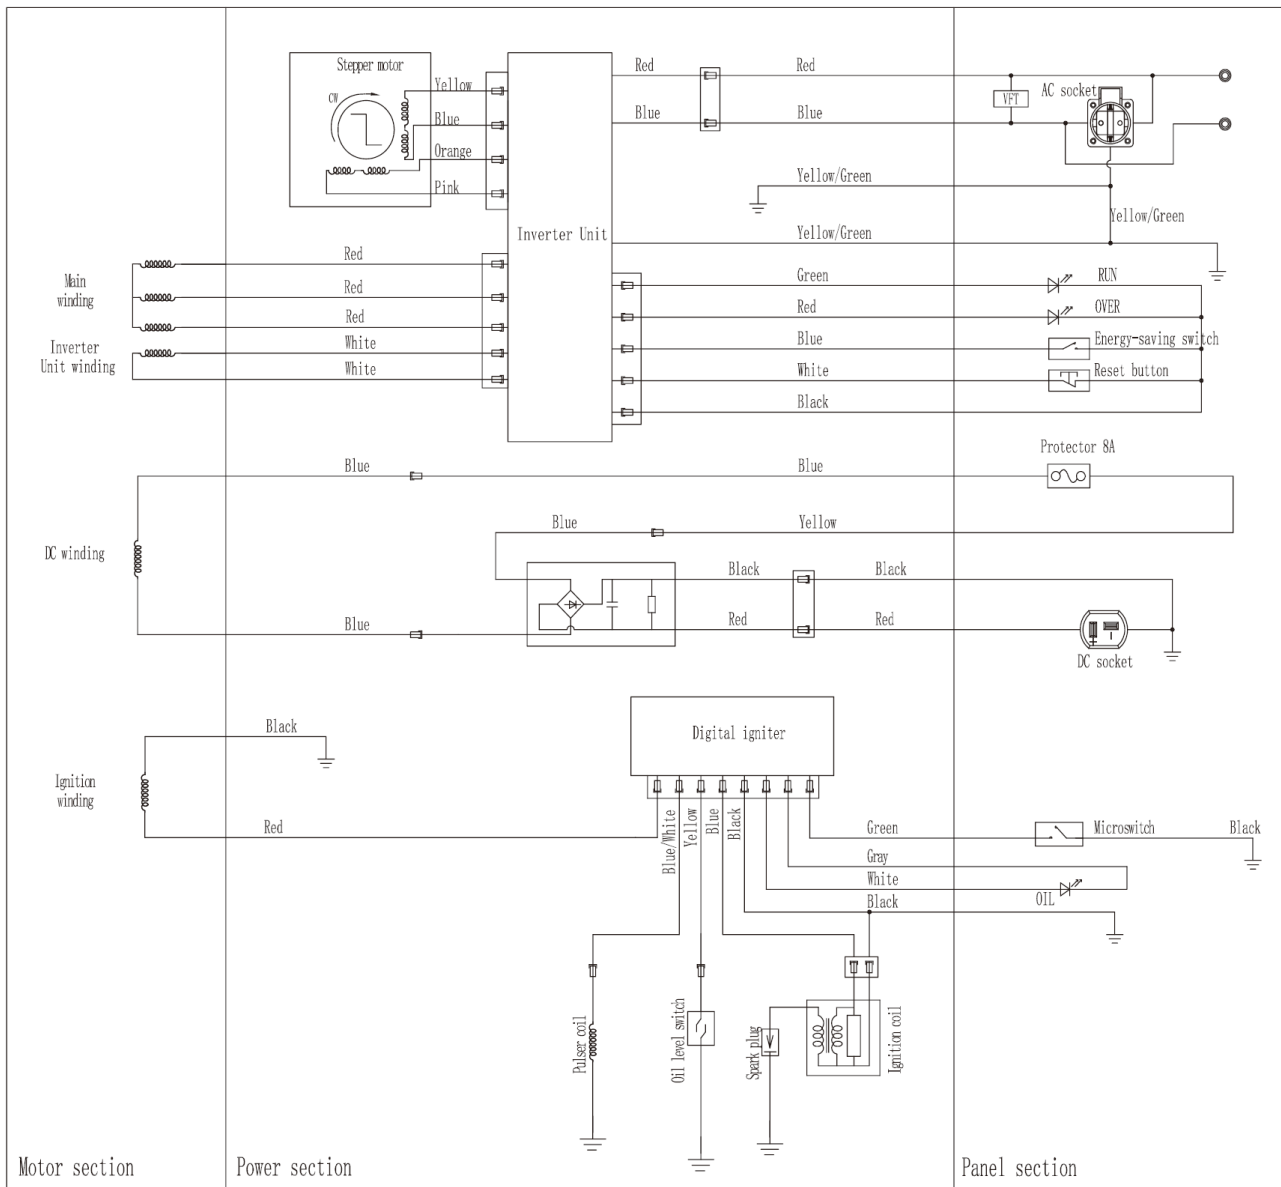 Stepper motor
CW
Yellow
Blue
Orange
Pink
Inverter Unit
Red
Red
Blue
Blue
VFT
AC socket
Yellow/Green
Yellow/Green
Yellow/Green
Main
winding
Red
Red
Red
Inverter
Unit winding
White
White
Green
RUN
Red
OVER
Blue
Energy-saving switch
White
Reset button
Black
Protector 8A
Blue
Blue
Blue
Yellow
DC winding
Black
Black
Blue
Red
Red
DC socket
Digital igniter
Black
Ignition
winding
Red
Blue/White
Yellow
Blue
Black
Green
Microswitch
Black
Gray
White
OIL
Black
Pulser coil
Oil level switch
Spark plug
Ignition coil
Motor section
Power section
Panel section